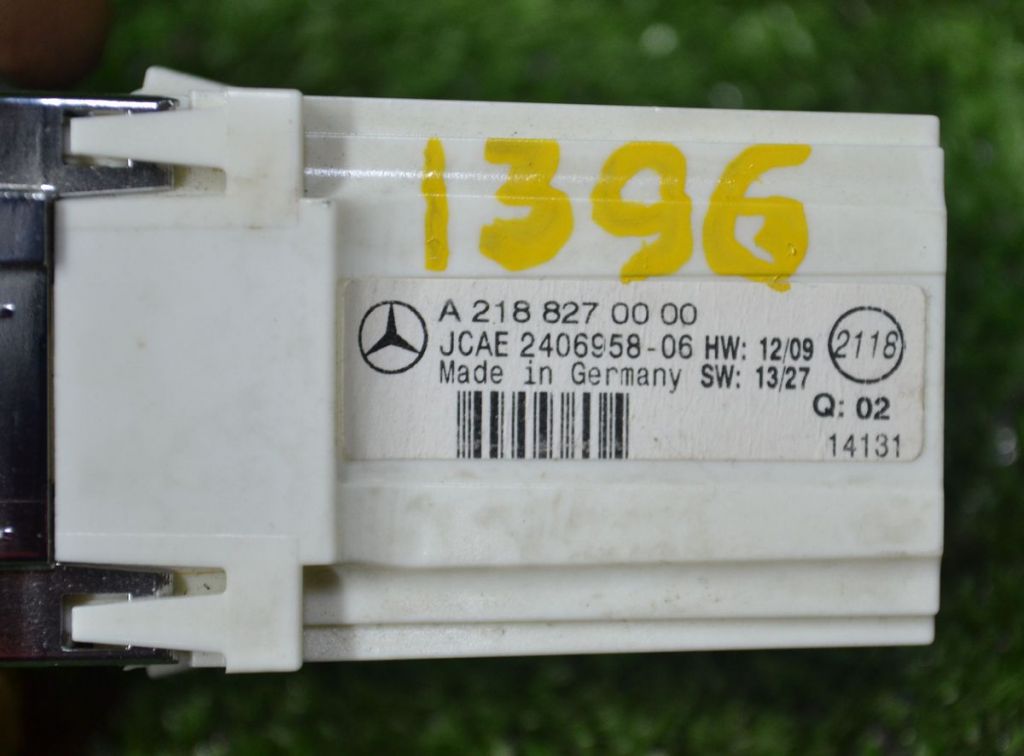 1396
A 218 827 00 00
JCAE 2406958-06 HW: 12/09 2118
Made in Germany SW: 13/27
Q: 02
14131